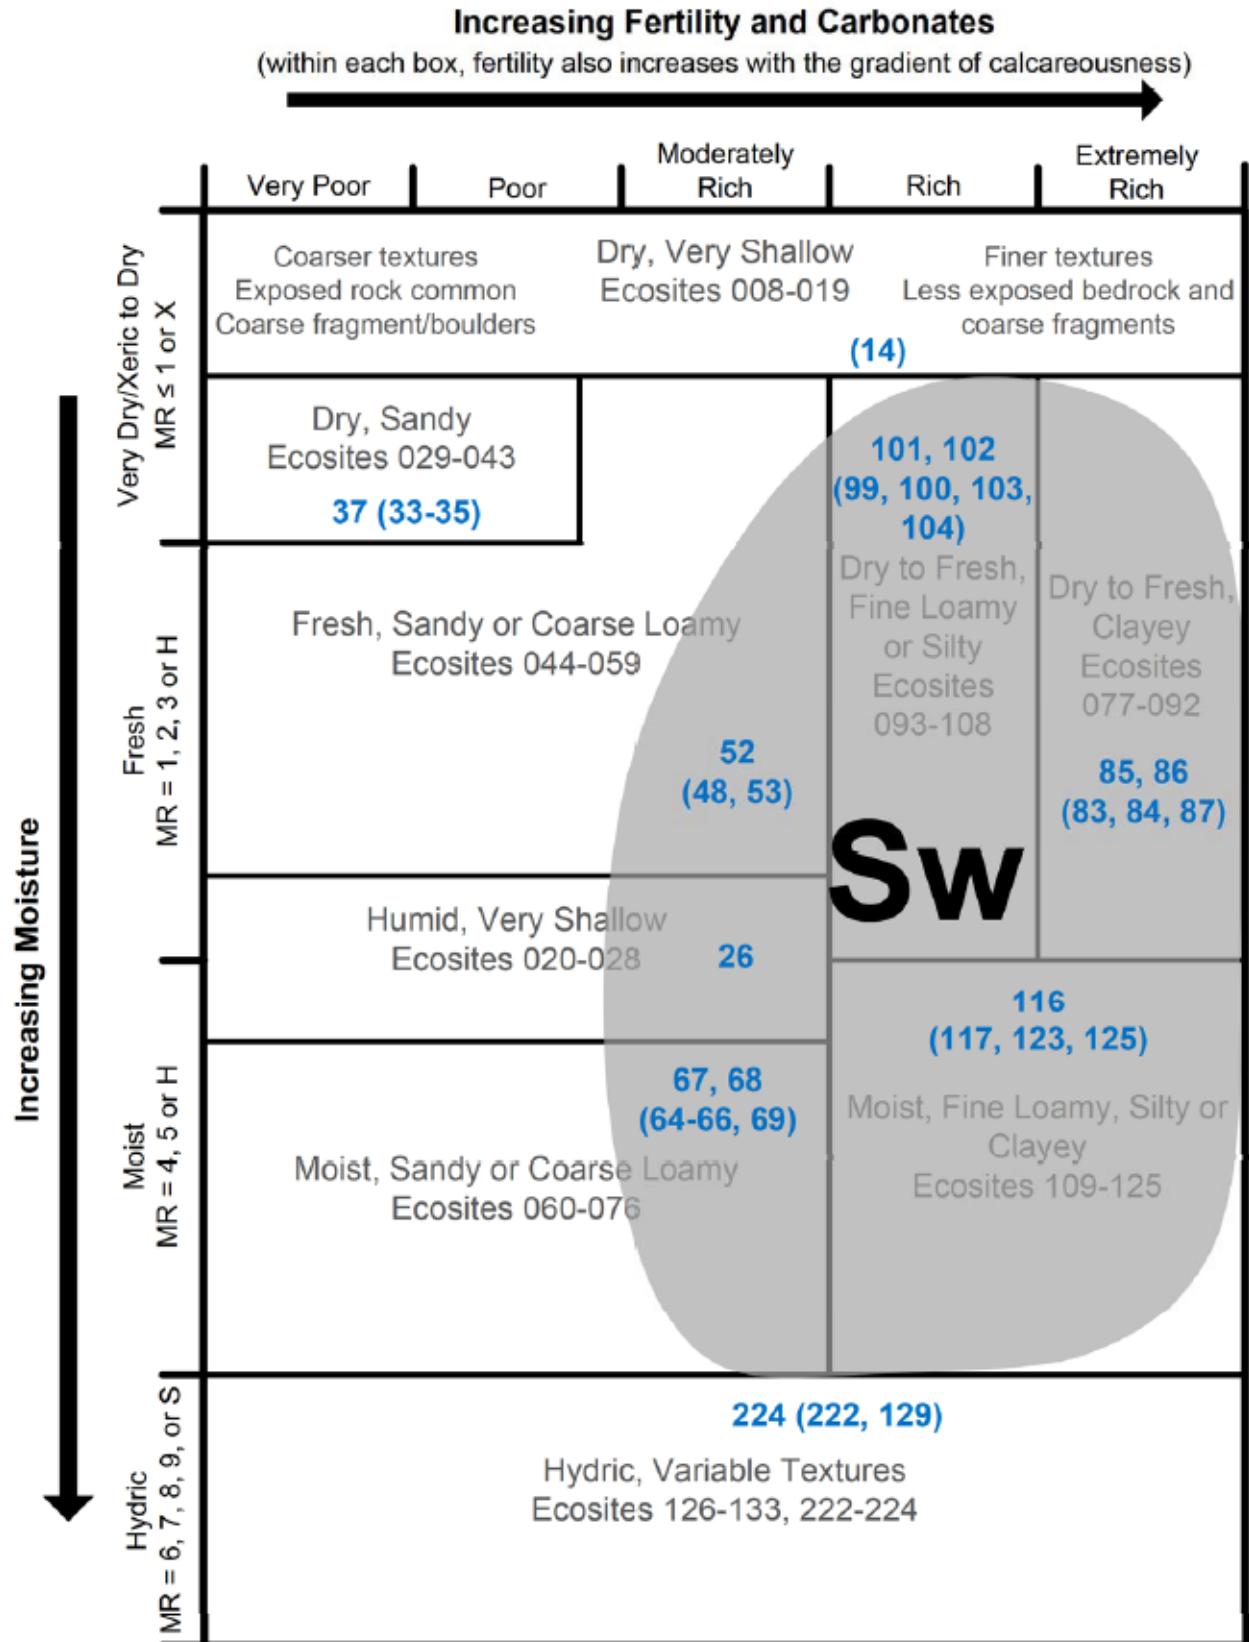 Increasing Fertility and Carbonates
(within each box, fertility also increases with the gradient of calcareousness)
Very Poor
Poor
Moderately
Rich
Rich
Extremely
Rich
Increasing Moisture
Very Dry/Xeric to Dry
MR ≤ 1 or X
Coarser textures
Exposed rock common
Coarse fragment/boulders
Dry, Very Shallow
Ecosites 008-019
(14)
Finer textures
Less exposed bedrock and
coarse fragments
Dry, Sandy
Ecosites 029-043
37 (33-35)
101, 102
(99, 100, 103,
104)
Dry to Fresh,
Fine Loamy
or Silty
Ecosites
093-108
Dry to Fresh,
Clayey
Ecosites
077-092
85, 86
(83, 84, 87)
Fresh
MR = 1, 2, 3 or H
Fresh, Sandy or Coarse Loamy
Ecosites 044-059
52
(48, 53)
Sw
Humid, Very Shallow
Ecosites 020-028
26
Moist
MR = 4, 5 or H
116
(117, 123, 125)
Moist, Fine Loamy, Silty or
Clayey
Ecosites 109-125
67, 68
(64-66, 69)
Moist, Sandy or Coarse Loamy
Ecosites 060-076
Hydric
MR = 6, 7, 8, 9, or S
224 (222, 129)
Hydric, Variable Textures
Ecosites 126-133, 222-224